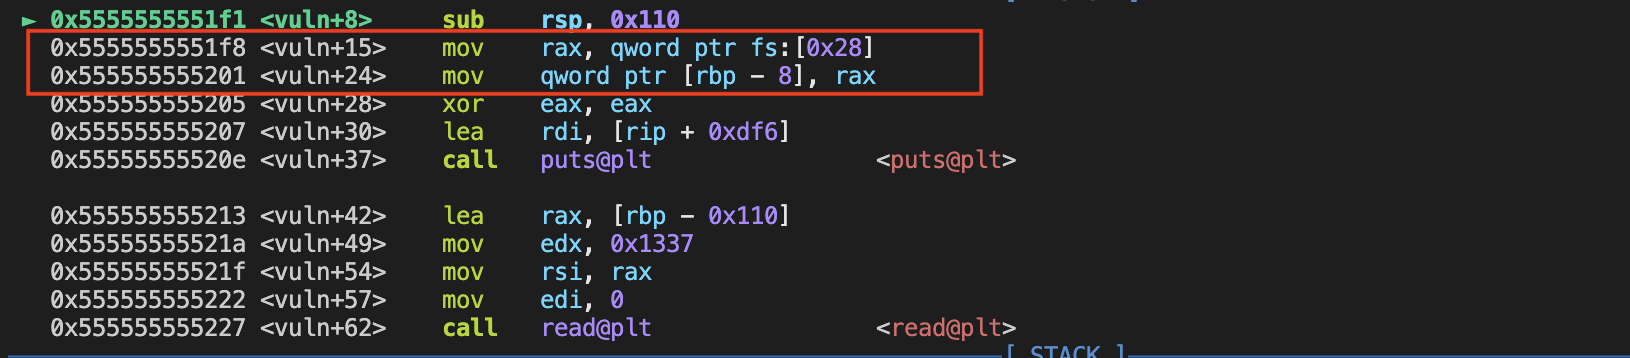 ► 0x5555555551f1 <vuln+8> sub rsp, 0x110
0x5555555551f8 <vuln+15> mov rax, qword ptr fs:[0x28]
0x555555555201 <vuln+24> mov qword ptr [rbp - 8], rax
0x555555555205 <vuln+28> xor eax, eax
0x555555555207 <vuln+30> lea rdi, [rip + 0xdf6]
0x55555555520e <vuln+37> call puts@plt <puts@plt>
0x555555555213 <vuln+42> lea rax, [rbp - 0x110]
0x55555555521a <vuln+49> mov edx, 0x1337
0x55555555521f <vuln+54> mov rsi, rax
0x555555555222 <vuln+57> mov edi, 0
0x555555555227 <vuln+62> call read@plt <read@plt>
[ STACK ]